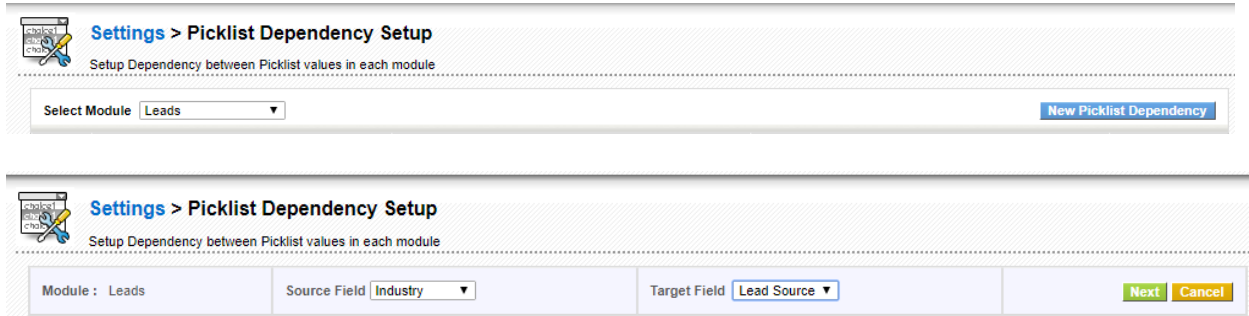 Settings > Picklist Dependency Setup
Setup Dependency between Picklist values in each module
Select Module Leads New Picklist Dependency
Settings > Picklist Dependency Setup
Setup Dependency between Picklist values in each module
Module : Leads Source Field Industry Target Field Lead Source Next Cancel